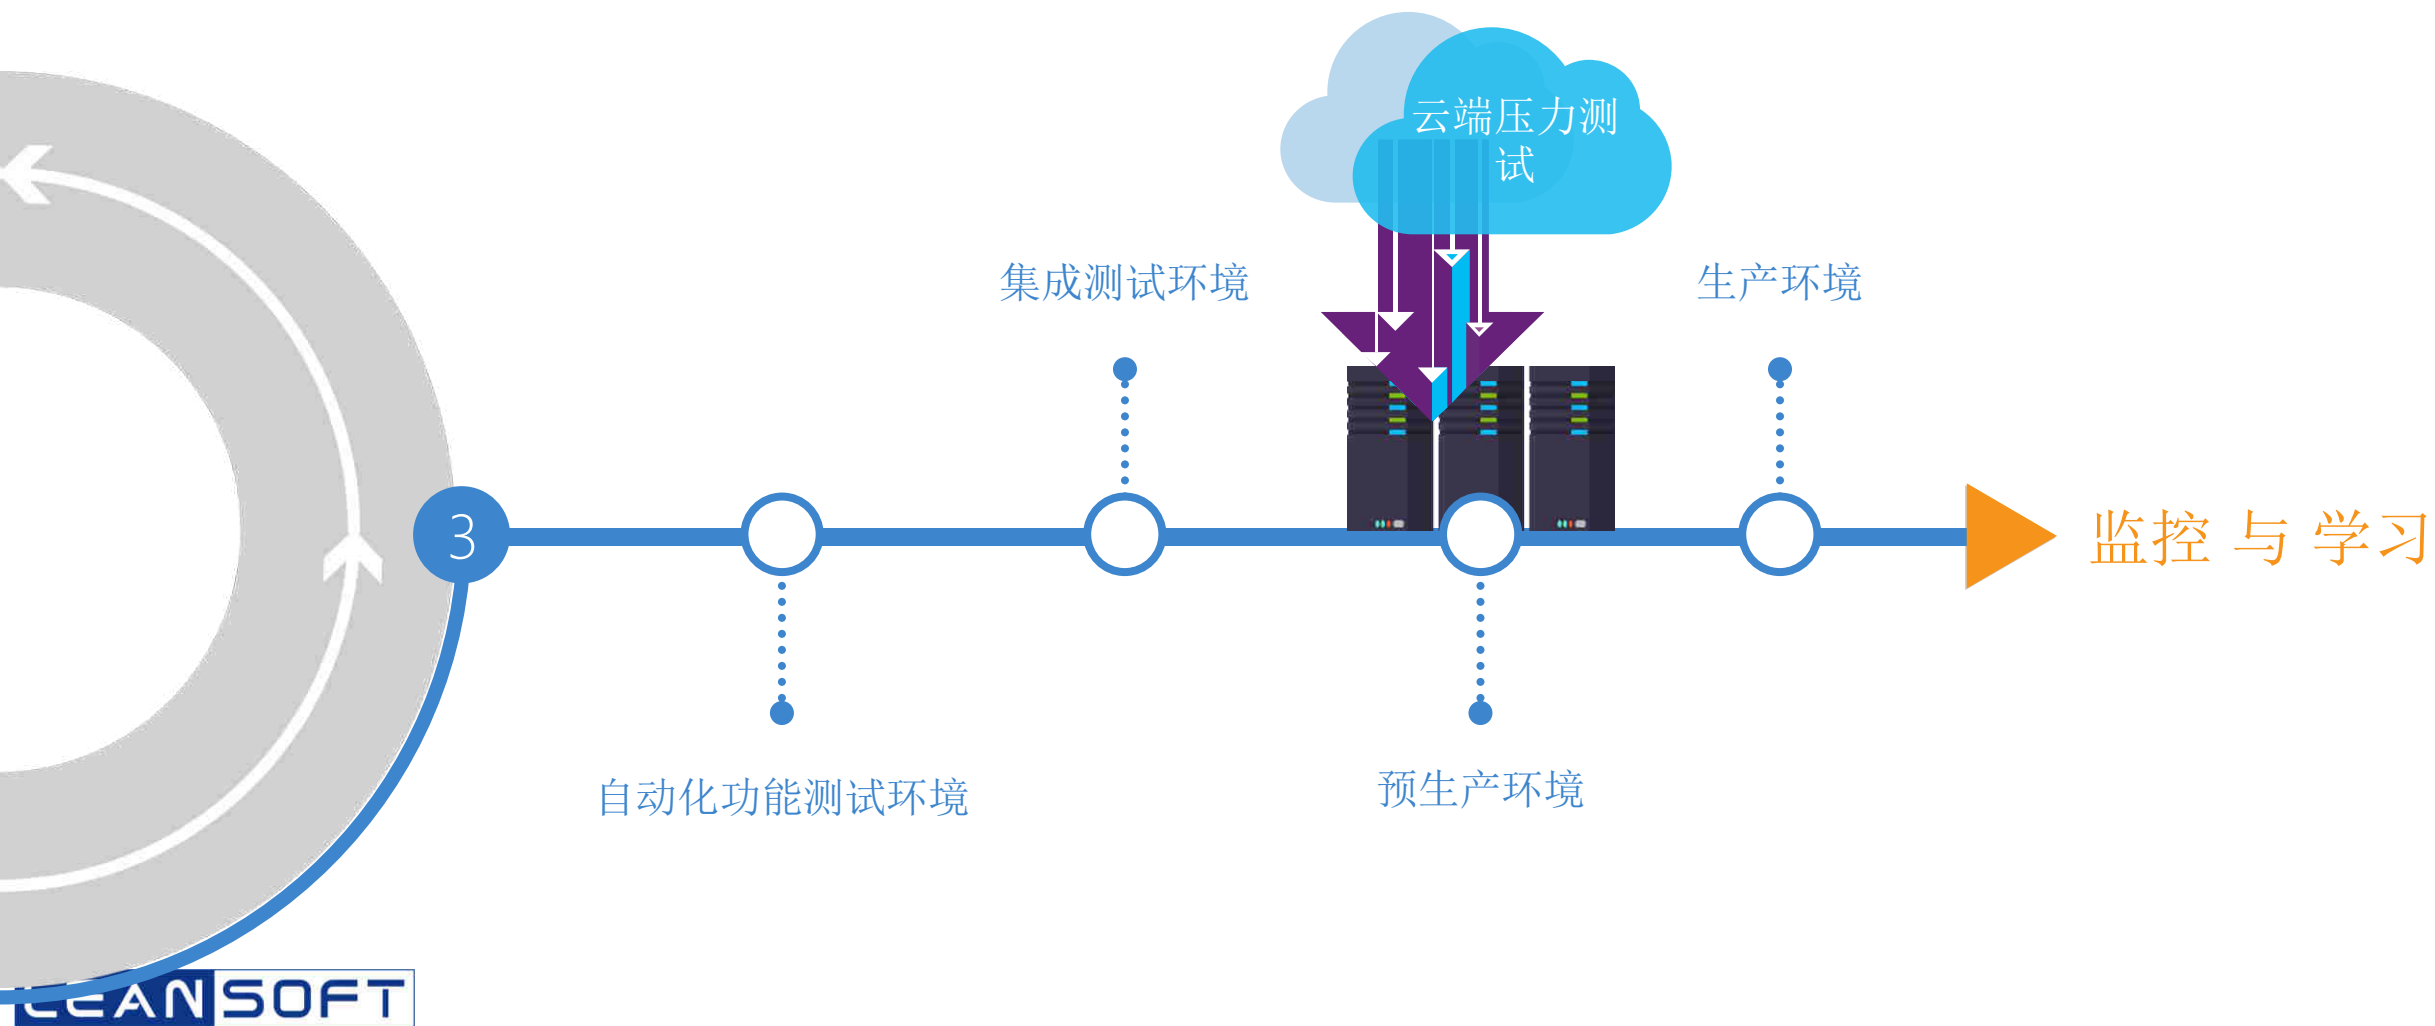 云端压力测
试
集成测试环境
生产环境
3
监控 与 学习
自动化功能测试环境
预生产环境
LEANSOFT